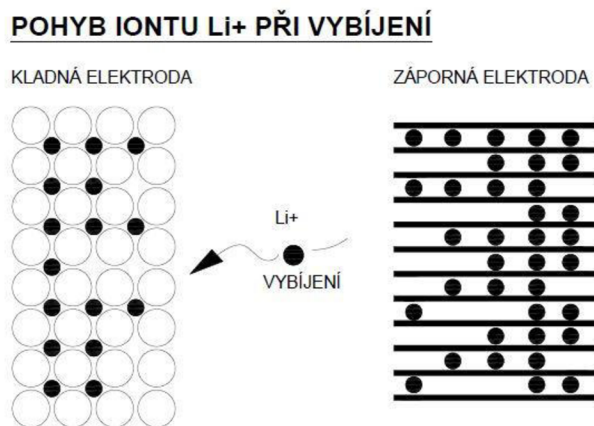 POHYB IONTU Li+ PŘI VYBÍJENÍ
KLADNÁ ELEKTRODA
ZÁPORNÁ ELEKTRODA
Li+
VYBÍJENÍ